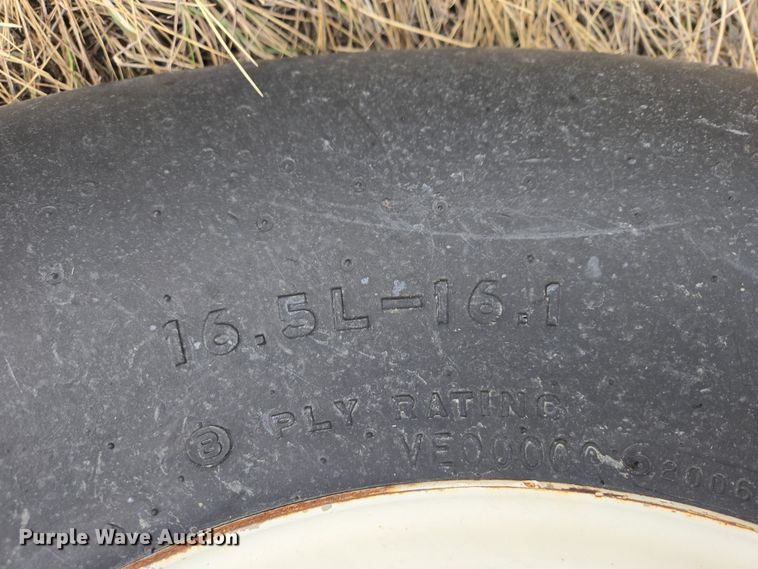 16.5L-16.1
8 PLY RATING
Purple Wave Auction